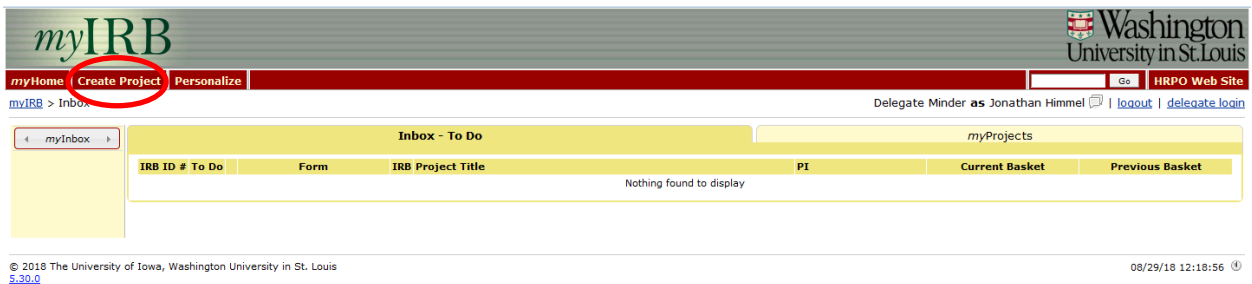 myIRB
Washington
University in St.Louis
myHome Create Project Personalize Go HRPO Web Site
myIRB > Inbox Delegate Minder as Jonathan Himmel | logout | delegate login
myInbox Inbox - To Do myProjects
IRB ID # To Do Form IRB Project Title PI Current Basket Previous Basket
Nothing found to display
© 2018 The University of Iowa, Washington University in St. Louis 08/29/18 12:18:56
5.30.0